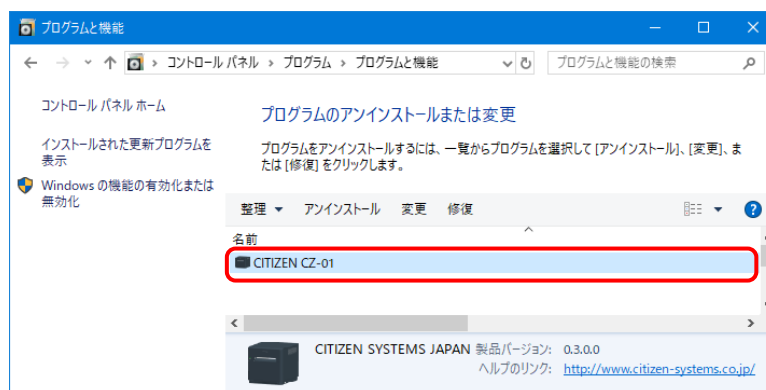 プログラムと機能
コントロール パネル › プログラム › プログラムと機能
プログラムと機能の検索
コントロール パネル ホーム
インストールされた更新プログラムを
表示
Windows の機能の有効化または
無効化
プログラムのアンインストールまたは変更
プログラムをアンインストールするには、一覧からプログラムを選択して [アンインストール]、[変更]、ま
たは [修復] をクリックします。
整理 アンインストール 変更 修復
名前
CITIZEN CZ-01
CITIZEN SYSTEMS JAPAN 製品バージョン: 0.3.0.0
ヘルプのリンク: http://www.citizen-systems.co.jp/